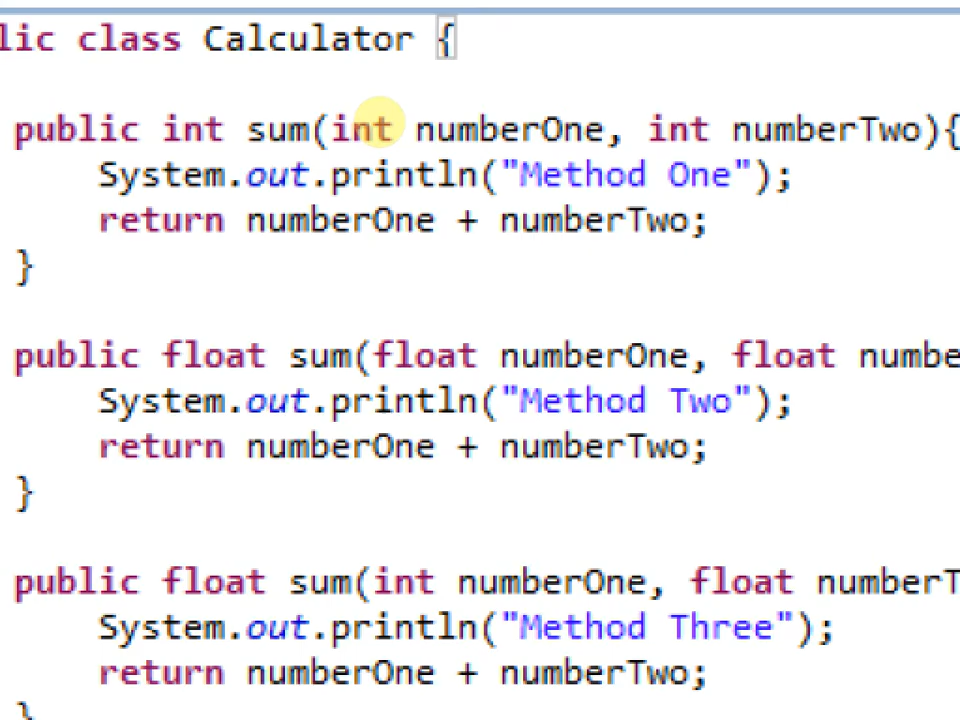 lic class Calculator {
public int sum(int numberOne, int numberTwo){
System.out.println("Method One");
return numberOne + numberTwo;
}
public float sum(float numberOne, float numbe
System.out.println("Method Two");
return numberOne + numberTwo;
}
public float sum(int numberOne, float numberT
System.out.println("Method Three");
return numberOne + numberTwo;
}